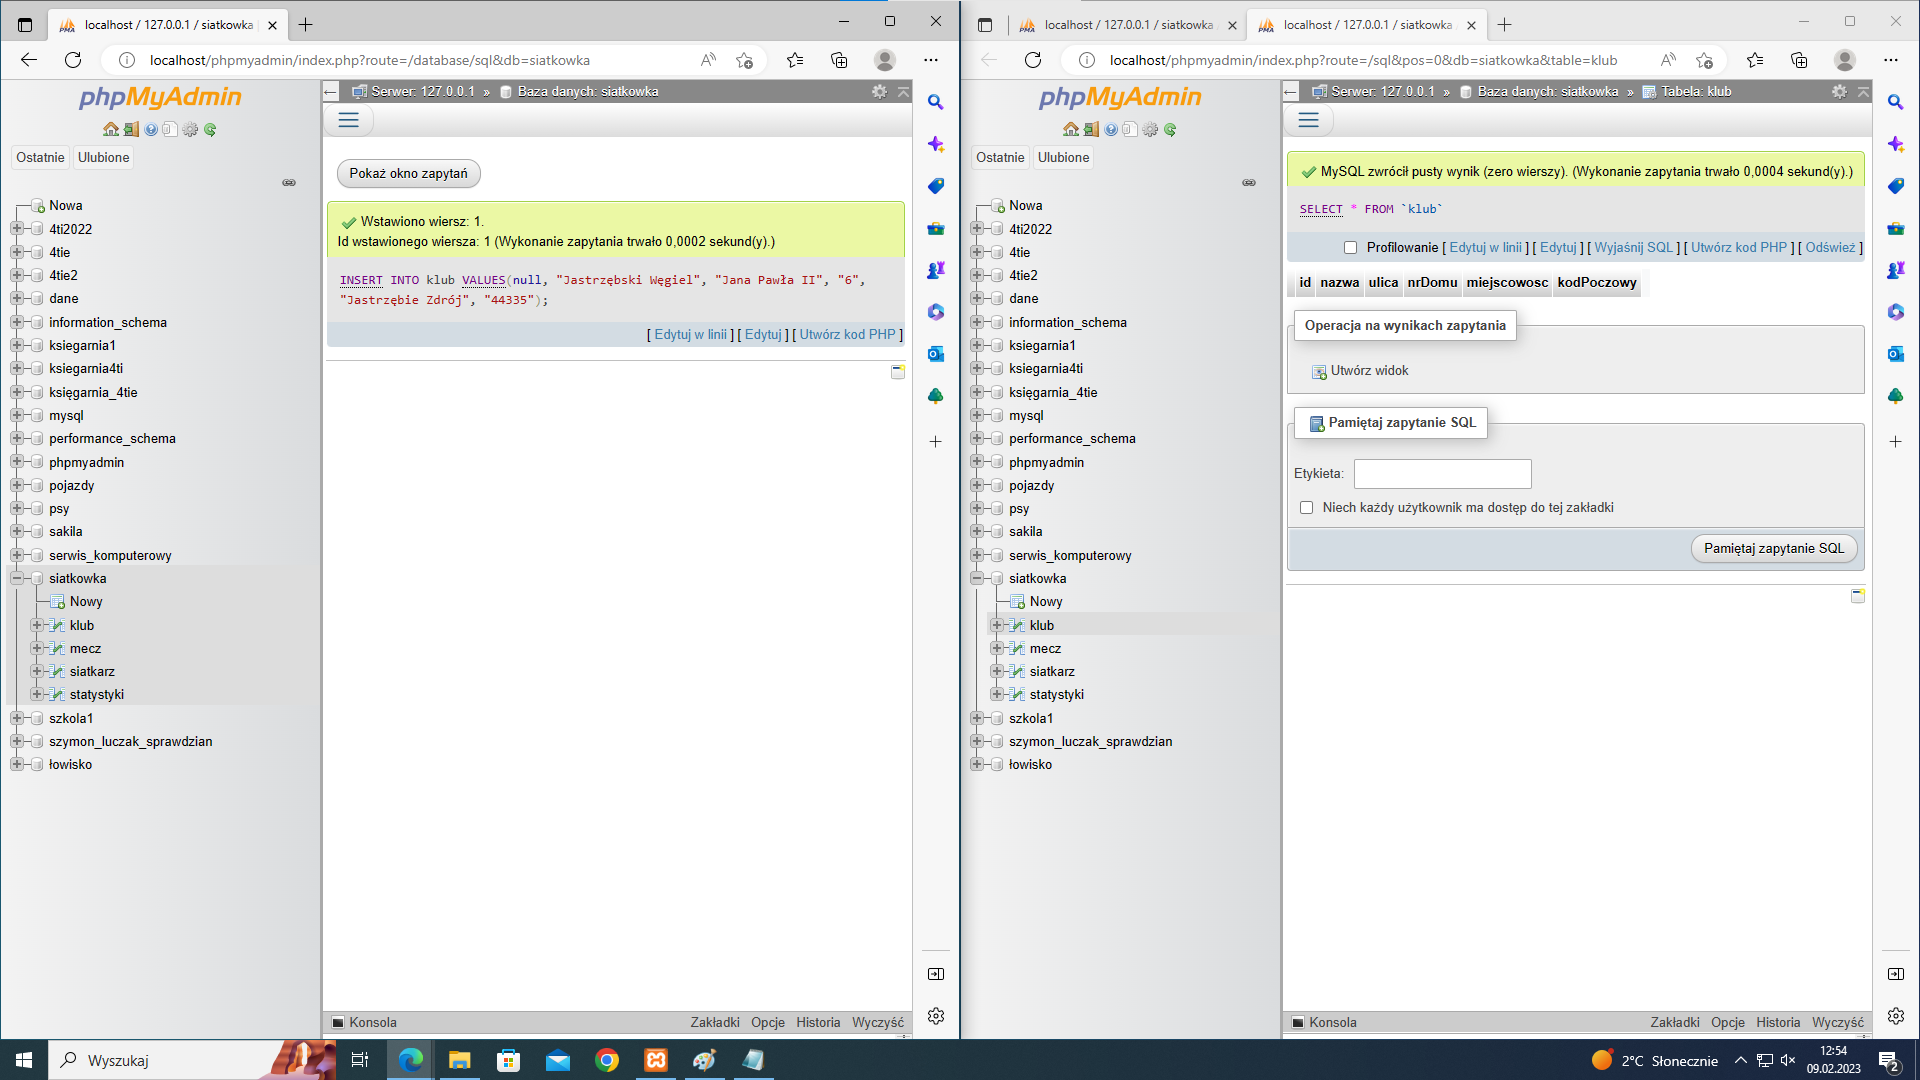 localhost / 127.0.0.1 / siatkowka
localhost/phpmyadmin/index.php?route=/database/sql&db=siatkowka
phpMyAdmin
Ostatnie
Ulubione
Nowa
4ti2022
4tie
4tie2
dane
information_schema
ksiegarnia1
ksiegarnia4ti
księgarnia_4tie
mysql
performance_schema
phpmyadmin
pojazdy
psy
sakila
serwis_komputerowy
siatkowka
Nowy
klub
mecz
siatkarz
statystyki
szkola1
szymon_luczak_sprawdzian
łowisko
Serwer: 127.0.0.1 » Baza danych: siatkowka
Pokaż okno zapytań
Wstawiono wiersz: 1.
Id wstawionego wiersza: 1 (Wykonanie zapytania trwało 0,0002 sekund(y).)
INSERT INTO klub VALUES(null, "Jastrzębski Węgiel", "Jana Pawła II", "6",
"Jastrzębie Zdrój", "44335");
[ Edytuj w linii ] [ Edytuj ] [ Utwórz kod PHP ]
Konsola
Zakładki Opcje Historia Wyczyść
localhost / 127.0.0.1 / siatkowka
localhost / 127.0.0.1 / siatkowka
localhost/phpmyadmin/index.php?route=/sql&pos=0&db=siatkowka&table=klub
phpMyAdmin
Ostatnie
Ulubione
Nowa
4ti2022
4tie
4tie2
dane
information_schema
ksiegarnia1
ksiegarnia4ti
księgarnia_4tie
mysql
performance_schema
phpmyadmin
pojazdy
psy
sakila
serwis_komputerowy
siatkowka
Nowy
klub
mecz
siatkarz
statystyki
szkola1
szymon_luczak_sprawdzian
łowisko
Serwer: 127.0.0.1 » Baza danych: siatkowka » Tabela: klub
MySQL zwrócił pusty wynik (zero wierszy). (Wykonanie zapytania trwało 0,0004 sekund(y).)
SELECT * FROM `klub`
Profilowanie [ Edytuj w linii ] [ Edytuj ] [ Wyjaśnij SQL ] [ Utwórz kod PHP ] [ Odśwież ]
id nazwa ulica nrDomu miejscowosc kodPoczowy
Operacja na wynikach zapytania
Utwórz widok
Pamiętaj zapytanie SQL
Etykieta:
Niech każdy użytkownik ma dostęp do tej zakładki
Pamiętaj zapytanie SQL
Konsola
Zakładki Opcje Historia Wyczyść
Wyszukaj
2°C Słonecznie
12:54
09.02.2023
2